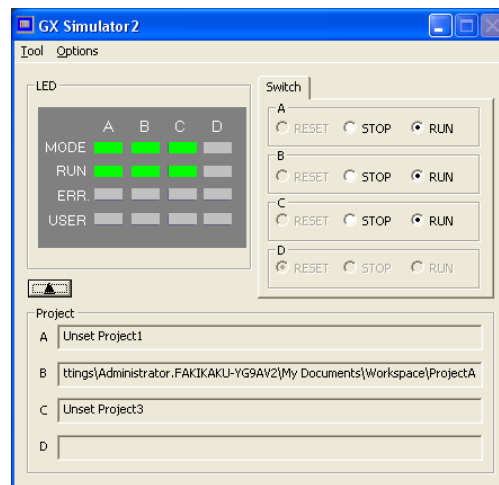 GX Simulator2
Tool Options
LED
Switch
A B C D
MODE
RUN
ERR.
USER
A
RESET STOP RUN
B
RESET STOP RUN
C
RESET STOP RUN
D
RESET STOP RUN
Project
A Unset Project1
B ttings\Administrator.FAKIKAKU-YG9AV2\My Documents\Workspace\ProjectA
C Unset Project3
D